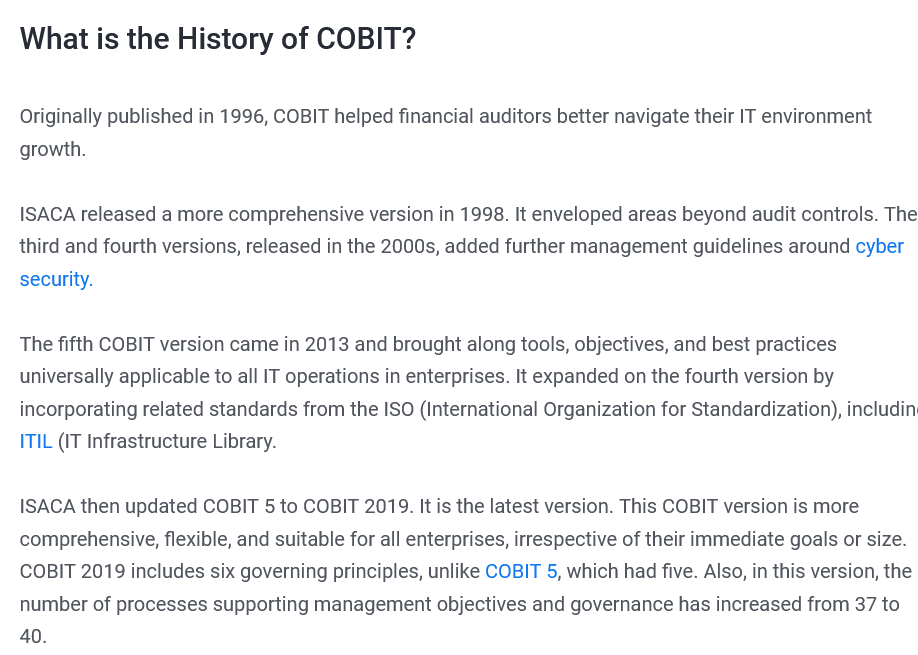 What is the History of COBIT?
Originally published in 1996, COBIT helped financial auditors better navigate their IT environment
growth.
ISACA released a more comprehensive version in 1998. It enveloped areas beyond audit controls. The
third and fourth versions, released in the 2000s, added further management guidelines around cyber
security.
The fifth COBIT version came in 2013 and brought along tools, objectives, and best practices
universally applicable to all IT operations in enterprises. It expanded on the fourth version by
incorporating related standards from the ISO (International Organization for Standardization), including
ITIL (IT Infrastructure Library.
ISACA then updated COBIT 5 to COBIT 2019. It is the latest version. This COBIT version is more
comprehensive, flexible, and suitable for all enterprises, irrespective of their immediate goals or size.
COBIT 2019 includes six governing principles, unlike COBIT 5, which had five. Also, in this version, the
number of processes supporting management objectives and governance has increased from 37 to
40.